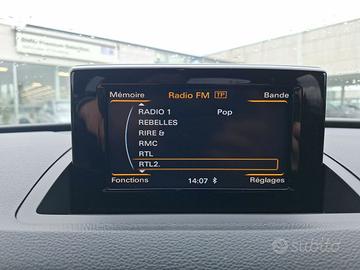 Mémoire Radio FM TP Bande
RADIO 1 Pop
REBELLES
RIRE &
RMC
RTL
RTL2.
Fonctions 14:07 Réglages
subito